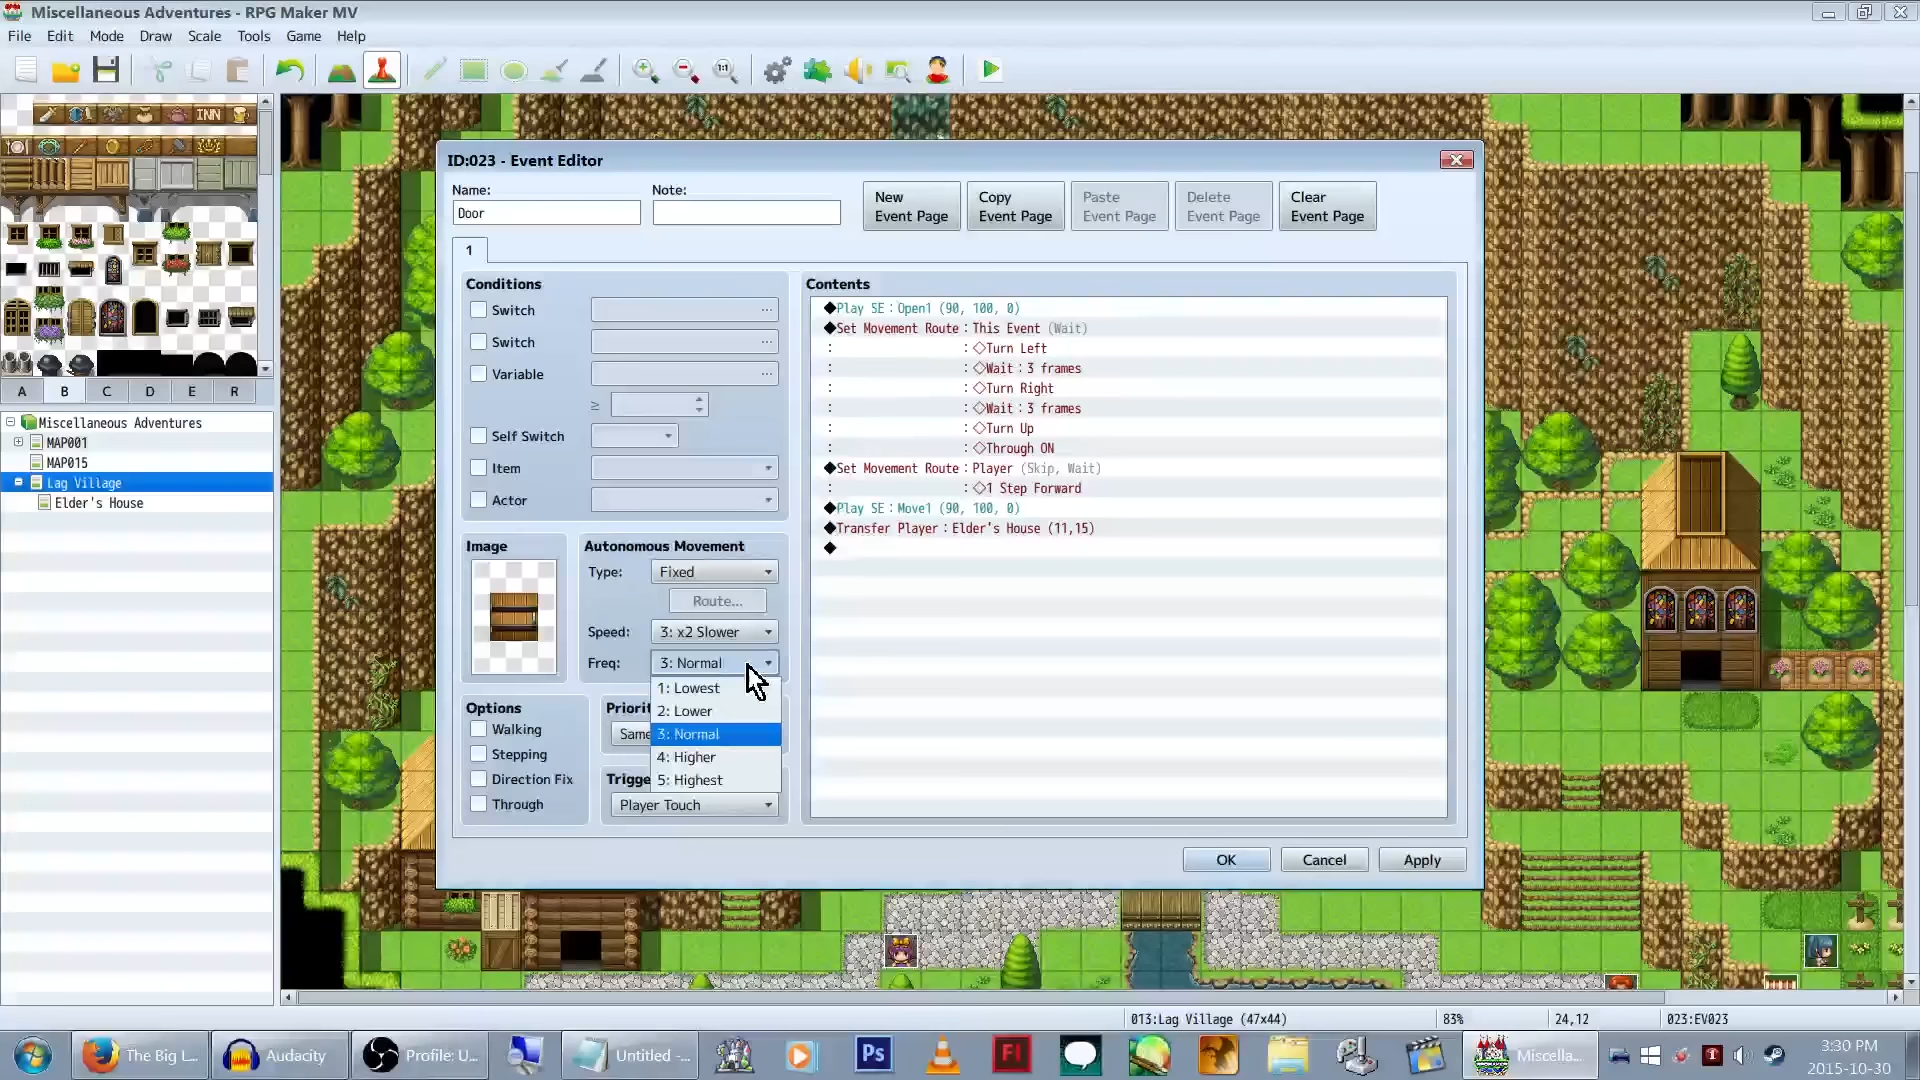 Miscellaneous Adventures - RPG Maker MV
File Edit Mode Draw Scale Tools Game Help
1:1
INN
ID:023 - Event Editor
Name:
Note:
Door
New
Event Page
Copy
Event Page
Paste
Event Page
Delete
Event Page
Clear
Event Page
1
Conditions
Switch ...
Switch ...
Variable ...
≥
Self Switch
Item
Actor
Image
Autonomous Movement
Type: Fixed
Route...
Speed: 3: x2 Slower
Freq: 3: Normal
1: Lowest
2: Lower
3: Normal
4: Higher
5: Highest
Options
Walking
Stepping
Direction Fix
Through
Priorit
Same
Trigge
Player Touch
Contents
◆Play SE：Open1 (90, 100, 0)
◆Set Movement Route：This Event (Wait)
：　：◇Turn Left
：　：◇Wait：3 frames
：　：◇Turn Right
：　：◇Wait：3 frames
：　：◇Turn Up
：　：◇Through ON
◆Set Movement Route：Player (Skip, Wait)
：　：◇1 Step Forward
◆Play SE：Move1 (90, 100, 0)
◆Transfer Player：Elder's House (11,15)
◆
OK
Cancel
Apply
A B C D E R
Miscellaneous Adventures
MAP001
MAP015
Lag Village
Elder's House
013:Lag Village (47x44)
83%
24,12
023:EV023
The Big L...
Audacity
Profile: U...
Untitled -...
Ps
Fl
Miscella...
3:30 PM
2015-10-30